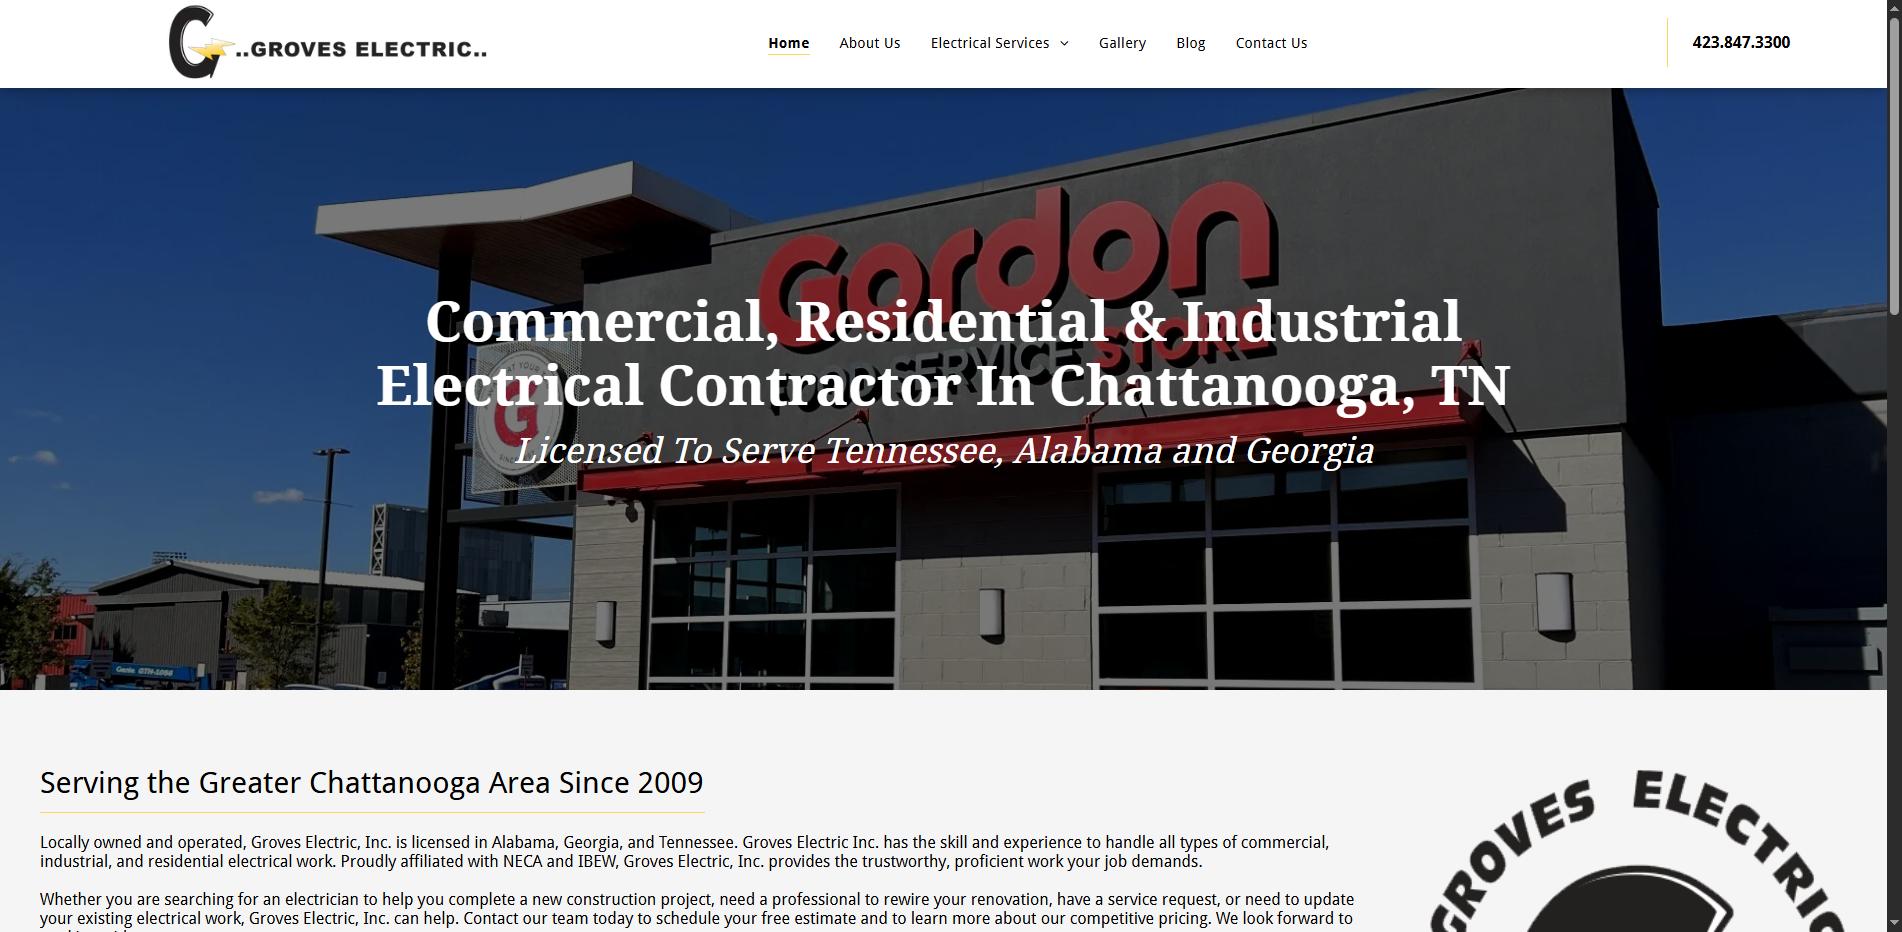 ..GROVES ELECTRIC..
Home
About Us
Electrical Services
Gallery
Blog
Contact Us
423.847.3300
Gordon
FOOD SERVICE STORE
G
Commercial, Residential & Industrial
Electrical Contractor In Chattanooga, TN
Licensed To Serve Tennessee, Alabama and Georgia
Genie GTH-1056
Serving the Greater Chattanooga Area Since 2009
Locally owned and operated, Groves Electric, Inc. is licensed in Alabama, Georgia, and Tennessee. Groves Electric Inc. has the skill and experience to handle all types of commercial,
industrial, and residential electrical work. Proudly affiliated with NECA and IBEW, Groves Electric, Inc. provides the trustworthy, proficient work your job demands.
Whether you are searching for an electrician to help you complete a new construction project, need a professional to rewire your renovation, have a service request, or need to update
your existing electrical work, Groves Electric, Inc. can help. Contact our team today to schedule your free estimate and to learn more about our competitive pricing. We look forward to
GROVES ELECTRIC